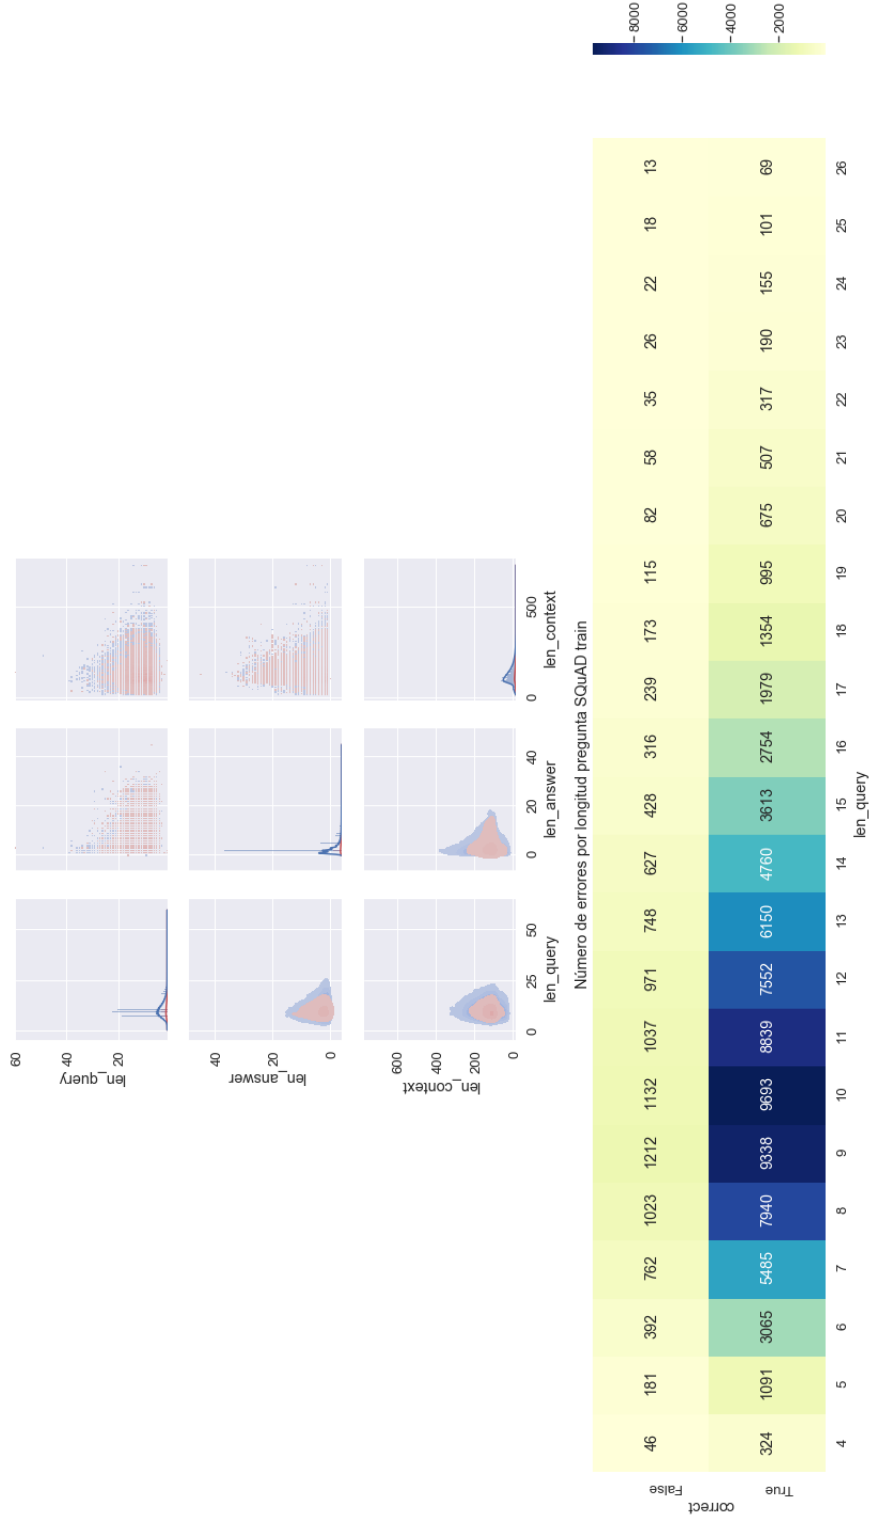 60
40
20
len_query
40
20
0
len_answer
600
400
200
0
len_context
0 25 50
len_query
0 20 40
len_answer
0 500
len_context
Número de errores por longitud pregunta SQuAD train
correct
False 46 181 392 762 1023 1212 1132 1037 971 748 627 428 316 239 173 115 82 58 35 26 22 18 13
True 324 1091 3065 5485 7940 9338 9693 8839 7552 6150 4760 3613 2754 1979 1354 995 675 507 317 190 155 101 69
4 5 6 7 8 9 10 11 12 13 14 15 16 17 18 19 20 21 22 23 24 25 26
len_query
8000
6000
4000
2000